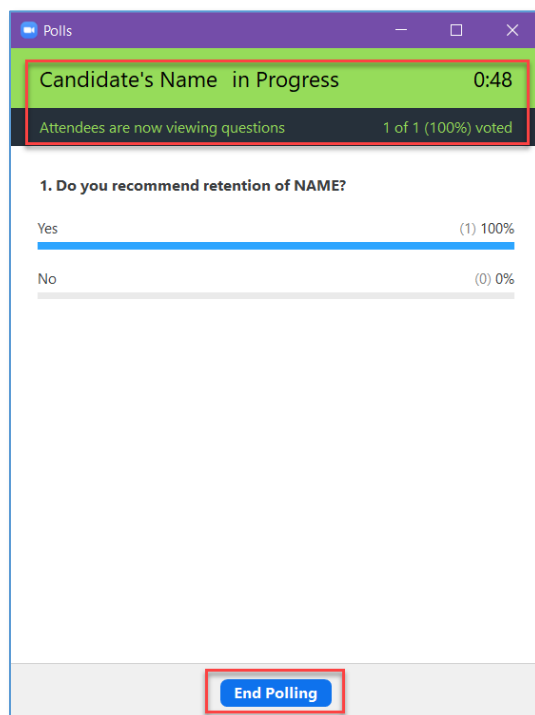 Polls
Candidate's Name in Progress 0:48
Attendees are now viewing questions 1 of 1 (100%) voted
1. Do you recommend retention of NAME?
Yes (1) 100%
No (0) 0%
End Polling